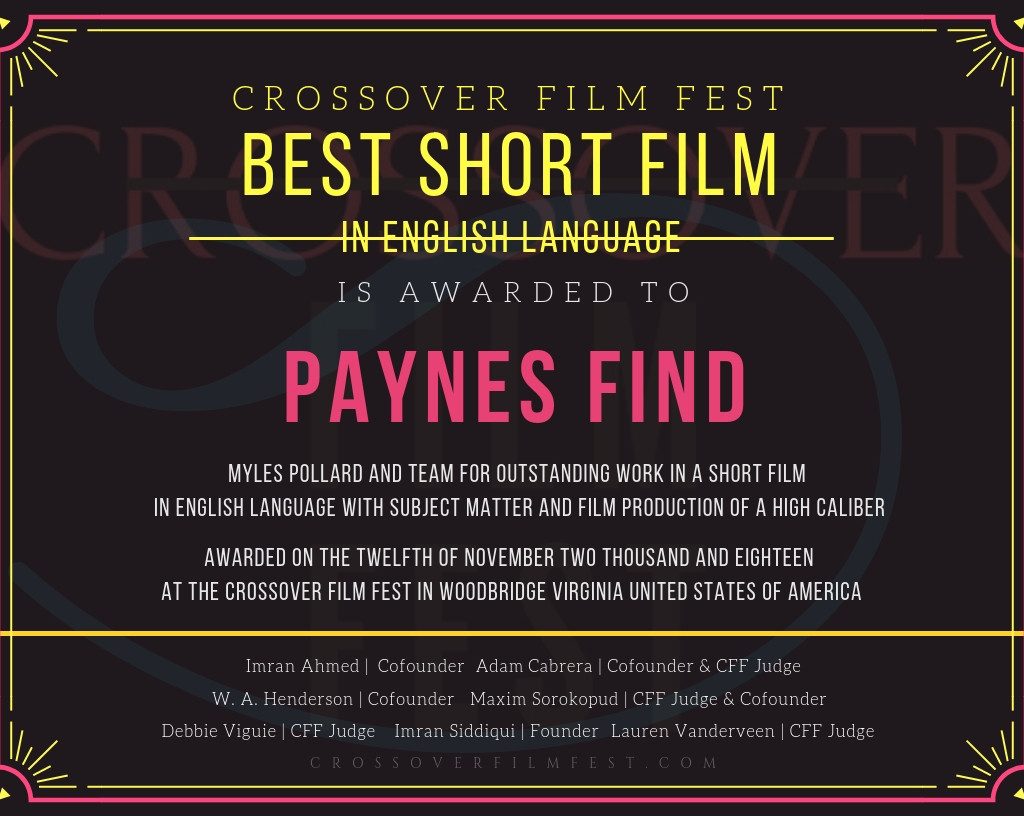 CROSSOVER FILM FEST
BEST SHORT FILM
IN ENGLISH LANGUAGE
IS AWARDED TO
PAYNES FIND
MYLES POLLARD AND TEAM FOR OUTSTANDING WORK IN A SHORT FILM
IN ENGLISH LANGUAGE WITH SUBJECT MATTER AND FILM PRODUCTION OF A HIGH CALIBER
AWARDED ON THE TWELFTH OF NOVEMBER TWO THOUSAND AND EIGHTEEN
AT THE CROSSOVER FILM FEST IN WOODBRIDGE VIRGINIA UNITED STATES OF AMERICA
Imran Ahmed | Cofounder Adam Cabrera | Cofounder & CFF Judge
W. A. Henderson | Cofounder Maxim Sorokopud | CFF Judge & Cofounder
Debbie Viguie | CFF Judge Imran Siddiqui | Founder Lauren Vanderveen | CFF Judge
CROSSOVERFILMFEST.COM
CROSSOVER
FILM
FEST